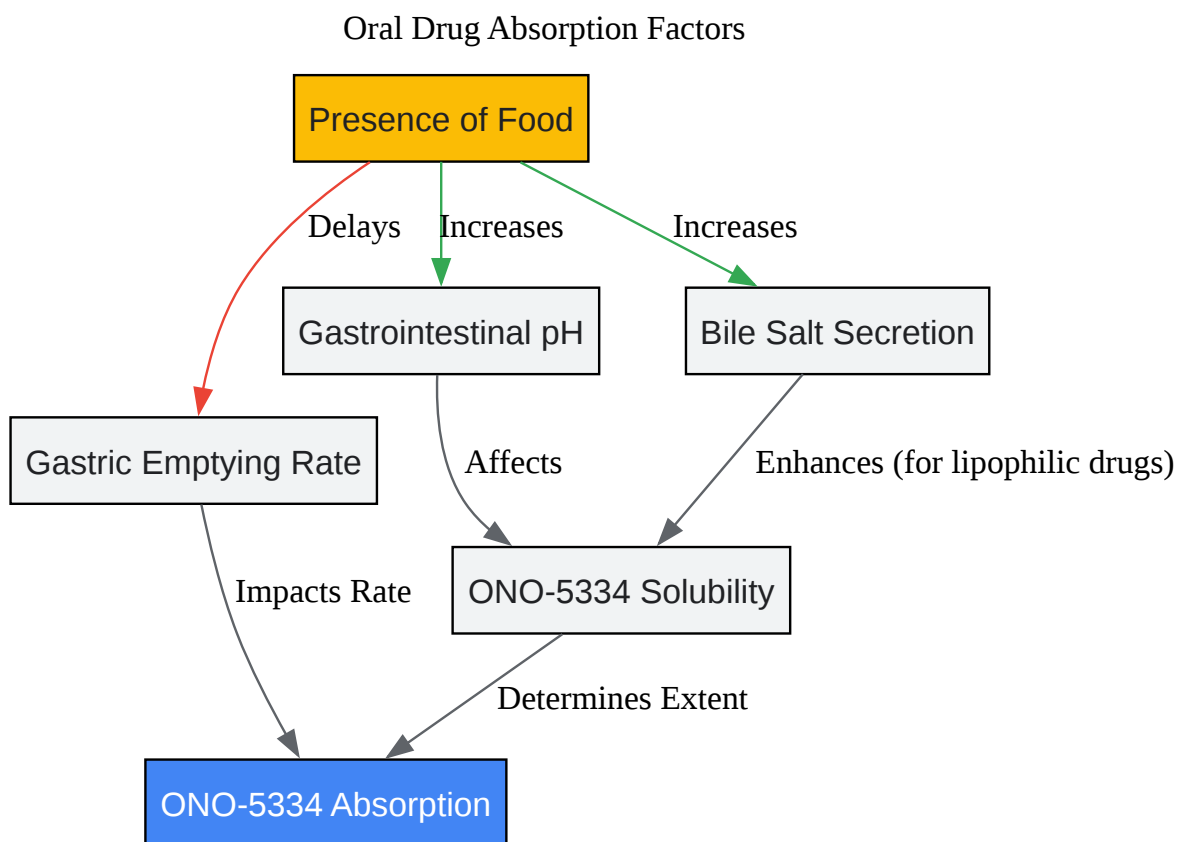 Oral Drug Absorption Factors
Presence of Food
Delays
Increases
Increases
Gastrointestinal pH
Bile Salt Secretion
Gastric Emptying Rate
Affects
Enhances (for lipophilic drugs)
Impacts Rate
ONO-5334 Solubility
Determines Extent
ONO-5334 Absorption